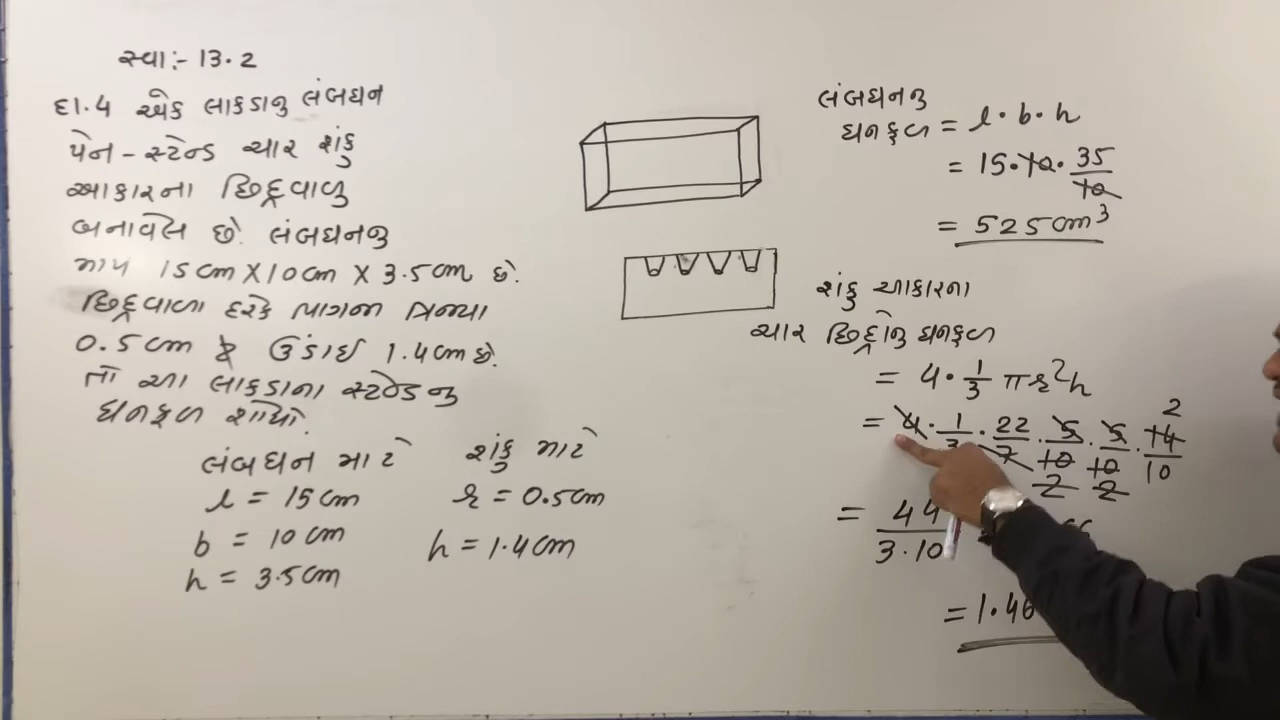 સ્વા:- 13.2
દા.4 એક લાકડાનુ લંબઘન
પેન - સ્ટેન્ડ ચાર શંકુ
આકારના છિદ્રવાળુ
બનાવેલ છે. લંબઘનનુ
માપ 15cm X 10cm X 3.5cm છે.
છિદ્રવાળા દરેક ભાગની ત્રિજ્યા
0.5cm ઉંડાઇ 1.4cm છે.
તો આ લાકડાના સ્ટેન્ડનુ
ઘનફળ શોધો.
લંબઘન માટે
l = 15cm
b = 10cm
h = 3.5cm
શંકુ માટે
r = 0.5cm
h = 1.4cm
લંબઘનનુ
ઘનફળ = l · b · h
= 15 · 10 · 35/10
= 525cm³
શંકુ આકારના
ચાર છિદ્રોનુ ઘનફળ
= 4 · 1/3 πr²h
= 4 · 1/3 · 22/7 · 5/10 · 5/10 · 14/10
2
2 2
= 44/3·10
= 1.46